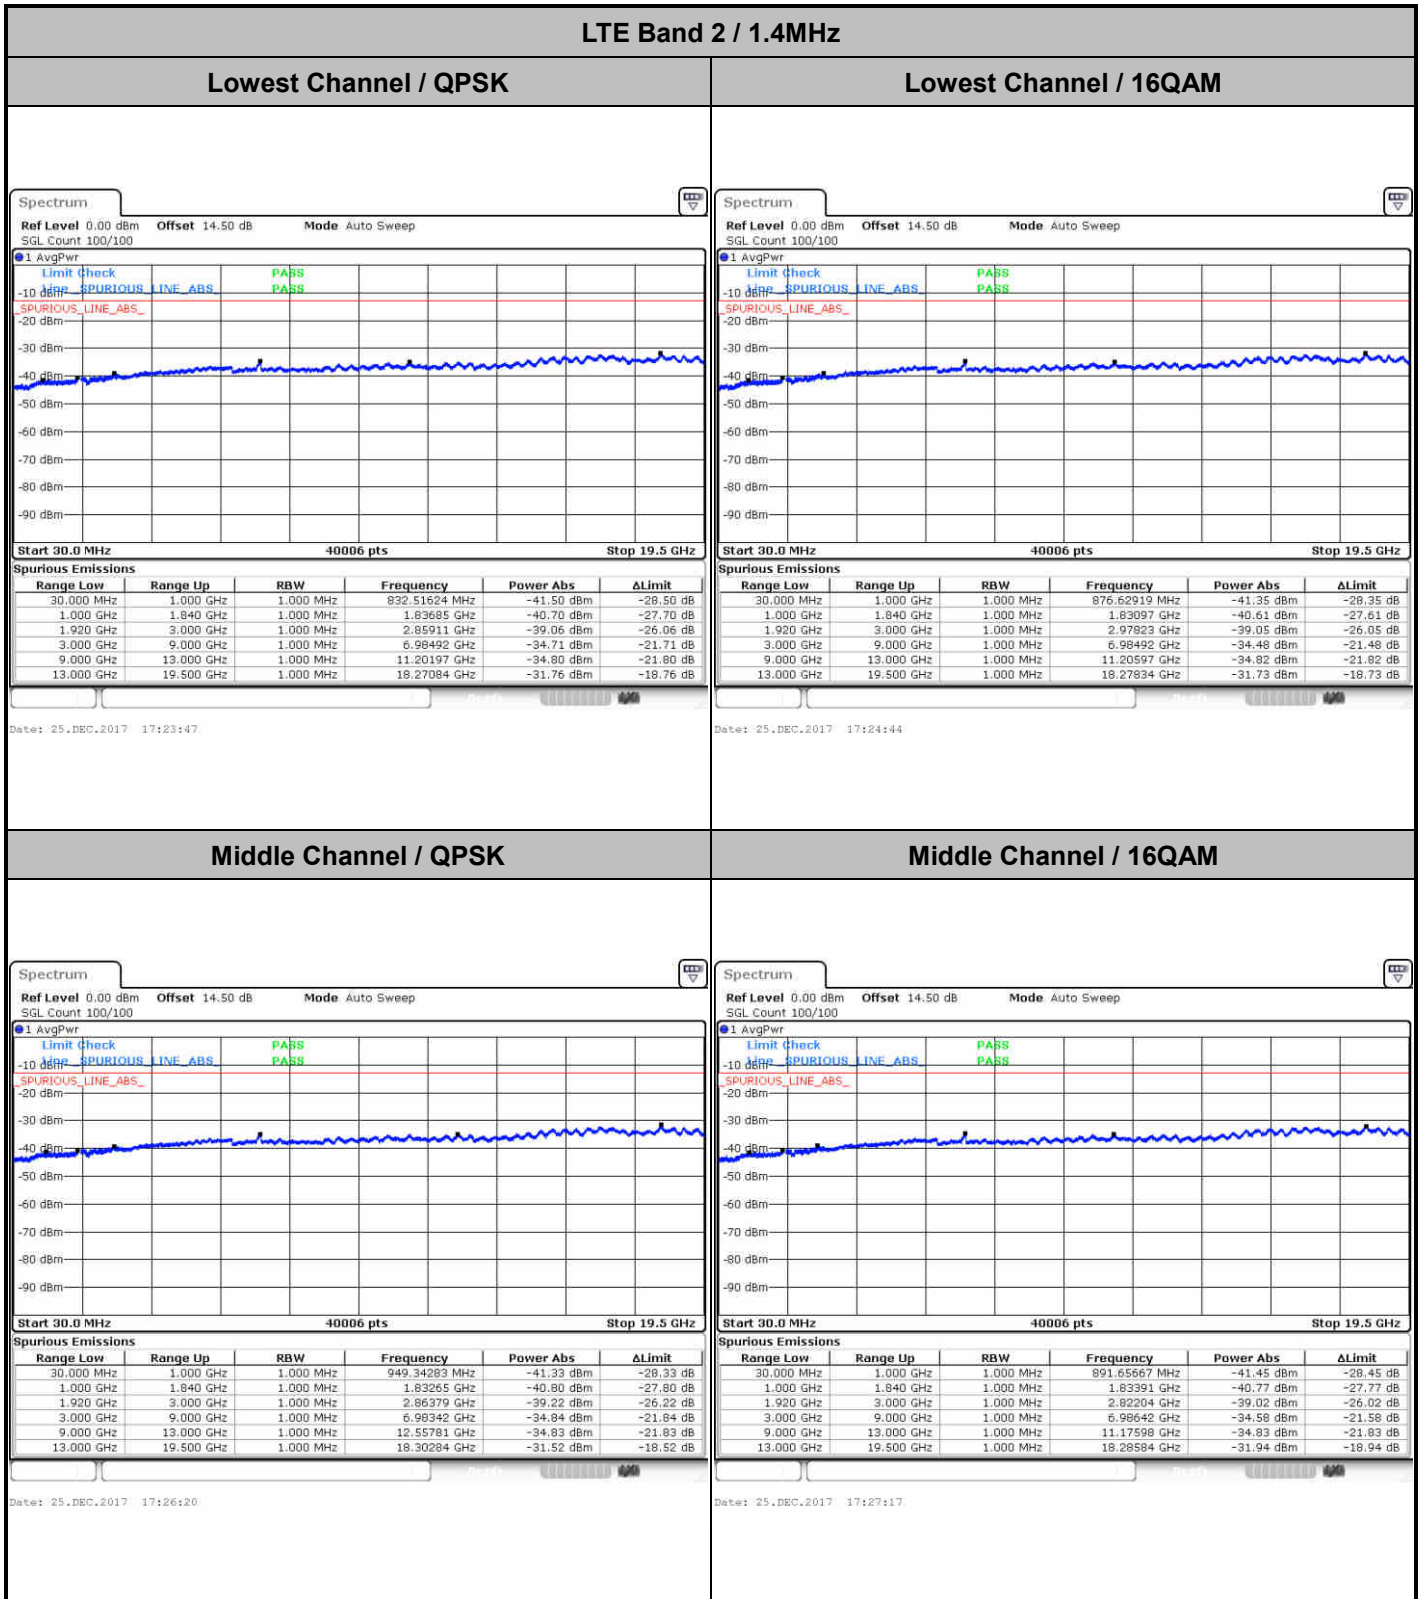 LTE Band 2 / 1.4MHz
Lowest Channel / QPSK
Lowest Channel / 16QAM
Spectrum
Ref Level 0.00 dBm Offset 14.50 dB Mode Auto Sweep
SGL Count 100/100
1 AvgPwr
Limit Check PASS
Line _SPURIOUS_LINE_ABS_ PASS
-10 dBm
_SPURIOUS_LINE_ABS_
-20 dBm
-30 dBm
-40 dBm
-50 dBm
-60 dBm
-70 dBm
-80 dBm
-90 dBm
Start 30.0 MHz 40006 pts Stop 19.5 GHz
Spurious Emissions
Range Low Range Up RBW Frequency Power Abs ΔLimit
30.000 MHz 1.000 GHz 1.000 MHz 832.51624 MHz -41.50 dBm -28.50 dB
1.000 GHz 1.840 GHz 1.000 MHz 1.83685 GHz -40.70 dBm -27.70 dB
1.920 GHz 3.000 GHz 1.000 MHz 2.85911 GHz -39.06 dBm -26.06 dB
3.000 GHz 9.000 GHz 1.000 MHz 6.98492 GHz -34.71 dBm -21.71 dB
9.000 GHz 13.000 GHz 1.000 MHz 11.20197 GHz -34.80 dBm -21.80 dB
13.000 GHz 19.500 GHz 1.000 MHz 18.27084 GHz -31.76 dBm -18.76 dB
Date: 25.DEC.2017 17:23:47
Spectrum
Ref Level 0.00 dBm Offset 14.50 dB Mode Auto Sweep
SGL Count 100/100
1 AvgPwr
Limit Check PASS
Line _SPURIOUS_LINE_ABS_ PASS
-10 dBm
_SPURIOUS_LINE_ABS_
-20 dBm
-30 dBm
-40 dBm
-50 dBm
-60 dBm
-70 dBm
-80 dBm
-90 dBm
Start 30.0 MHz 40006 pts Stop 19.5 GHz
Spurious Emissions
Range Low Range Up RBW Frequency Power Abs ΔLimit
30.000 MHz 1.000 GHz 1.000 MHz 876.62919 MHz -41.35 dBm -28.35 dB
1.000 GHz 1.840 GHz 1.000 MHz 1.83097 GHz -40.61 dBm -27.61 dB
1.920 GHz 3.000 GHz 1.000 MHz 2.97823 GHz -39.05 dBm -26.05 dB
3.000 GHz 9.000 GHz 1.000 MHz 6.98492 GHz -34.48 dBm -21.48 dB
9.000 GHz 13.000 GHz 1.000 MHz 11.20597 GHz -34.82 dBm -21.82 dB
13.000 GHz 19.500 GHz 1.000 MHz 18.27834 GHz -31.73 dBm -18.73 dB
Date: 25.DEC.2017 17:24:44
Middle Channel / QPSK
Middle Channel / 16QAM
Spectrum
Ref Level 0.00 dBm Offset 14.50 dB Mode Auto Sweep
SGL Count 100/100
1 AvgPwr
Limit Check PASS
Line _SPURIOUS_LINE_ABS_ PASS
-10 dBm
_SPURIOUS_LINE_ABS_
-20 dBm
-30 dBm
-40 dBm
-50 dBm
-60 dBm
-70 dBm
-80 dBm
-90 dBm
Start 30.0 MHz 40006 pts Stop 19.5 GHz
Spurious Emissions
Range Low Range Up RBW Frequency Power Abs ΔLimit
30.000 MHz 1.000 GHz 1.000 MHz 949.34283 MHz -41.33 dBm -28.33 dB
1.000 GHz 1.840 GHz 1.000 MHz 1.83265 GHz -40.80 dBm -27.80 dB
1.920 GHz 3.000 GHz 1.000 MHz 2.86379 GHz -39.22 dBm -26.22 dB
3.000 GHz 9.000 GHz 1.000 MHz 6.98342 GHz -34.84 dBm -21.84 dB
9.000 GHz 13.000 GHz 1.000 MHz 12.55781 GHz -34.83 dBm -21.83 dB
13.000 GHz 19.500 GHz 1.000 MHz 18.30284 GHz -31.52 dBm -18.52 dB
Date: 25.DEC.2017 17:26:20
Spectrum
Ref Level 0.00 dBm Offset 14.50 dB Mode Auto Sweep
SGL Count 100/100
1 AvgPwr
Limit Check PASS
Line _SPURIOUS_LINE_ABS_ PASS
-10 dBm
_SPURIOUS_LINE_ABS_
-20 dBm
-30 dBm
-40 dBm
-50 dBm
-60 dBm
-70 dBm
-80 dBm
-90 dBm
Start 30.0 MHz 40006 pts Stop 19.5 GHz
Spurious Emissions
Range Low Range Up RBW Frequency Power Abs ΔLimit
30.000 MHz 1.000 GHz 1.000 MHz 891.65667 MHz -41.45 dBm -28.45 dB
1.000 GHz 1.840 GHz 1.000 MHz 1.83391 GHz -40.77 dBm -27.77 dB
1.920 GHz 3.000 GHz 1.000 MHz 2.82204 GHz -39.02 dBm -26.02 dB
3.000 GHz 9.000 GHz 1.000 MHz 6.98642 GHz -34.58 dBm -21.58 dB
9.000 GHz 13.000 GHz 1.000 MHz 11.17598 GHz -34.83 dBm -21.83 dB
13.000 GHz 19.500 GHz 1.000 MHz 18.28584 GHz -31.94 dBm -18.94 dB
Date: 25.DEC.2017 17:27:17